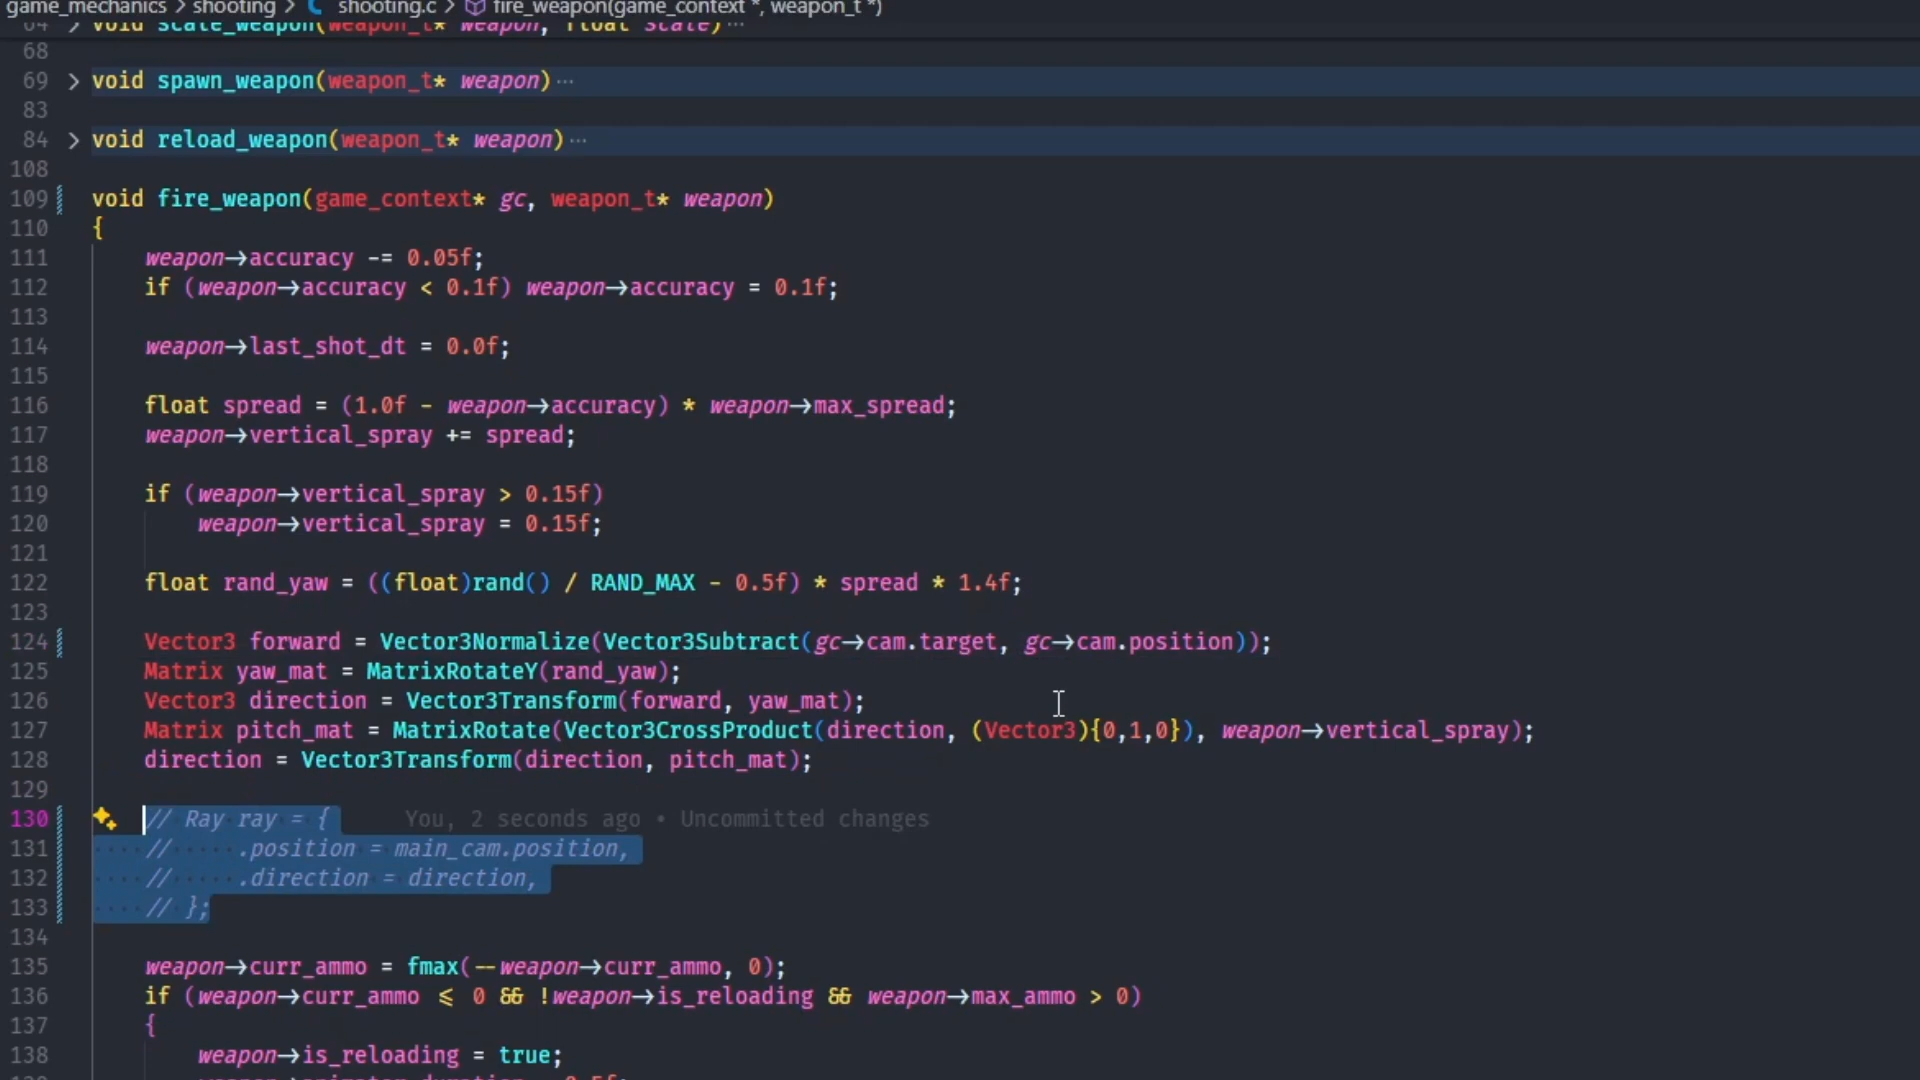 game_mechanics > shooting > C shooting.c > fire_weapon(game_context *, weapon_t *)
64 > void scale_weapon(weapon_t* weapon, float scale) ···
68
69 > void spawn_weapon(weapon_t* weapon) ···
83
84 > void reload_weapon(weapon_t* weapon) ···
108
109 void fire_weapon(game_context* gc, weapon_t* weapon)
110 {
111 weapon->accuracy -= 0.05f;
112 if (weapon->accuracy < 0.1f) weapon->accuracy = 0.1f;
113
114 weapon->last_shot_dt = 0.0f;
115
116 float spread = (1.0f - weapon->accuracy) * weapon->max_spread;
117 weapon->vertical_spray += spread;
118
119 if (weapon->vertical_spray > 0.15f)
120 weapon->vertical_spray = 0.15f;
121
122 float rand_yaw = ((float)rand() / RAND_MAX - 0.5f) * spread * 1.4f;
123
124 Vector3 forward = Vector3Normalize(Vector3Subtract(gc->cam.target, gc->cam.position));
125 Matrix yaw_mat = MatrixRotateY(rand_yaw);
126 Vector3 direction = Vector3Transform(forward, yaw_mat);
127 Matrix pitch_mat = MatrixRotate(Vector3CrossProduct(direction, (Vector3){0,1,0}), weapon->vertical_spray);
128 direction = Vector3Transform(direction, pitch_mat);
129
130 // Ray ray = { You, 2 seconds ago • Uncommitted changes
131 // .position = main_cam.position,
132 // .direction = direction,
133 // };
134
135 weapon->curr_ammo = fmax(--weapon->curr_ammo, 0);
136 if (weapon->curr_ammo <= 0 && !weapon->is_reloading && weapon->max_ammo > 0)
137 {
138 weapon->is_reloading = true;